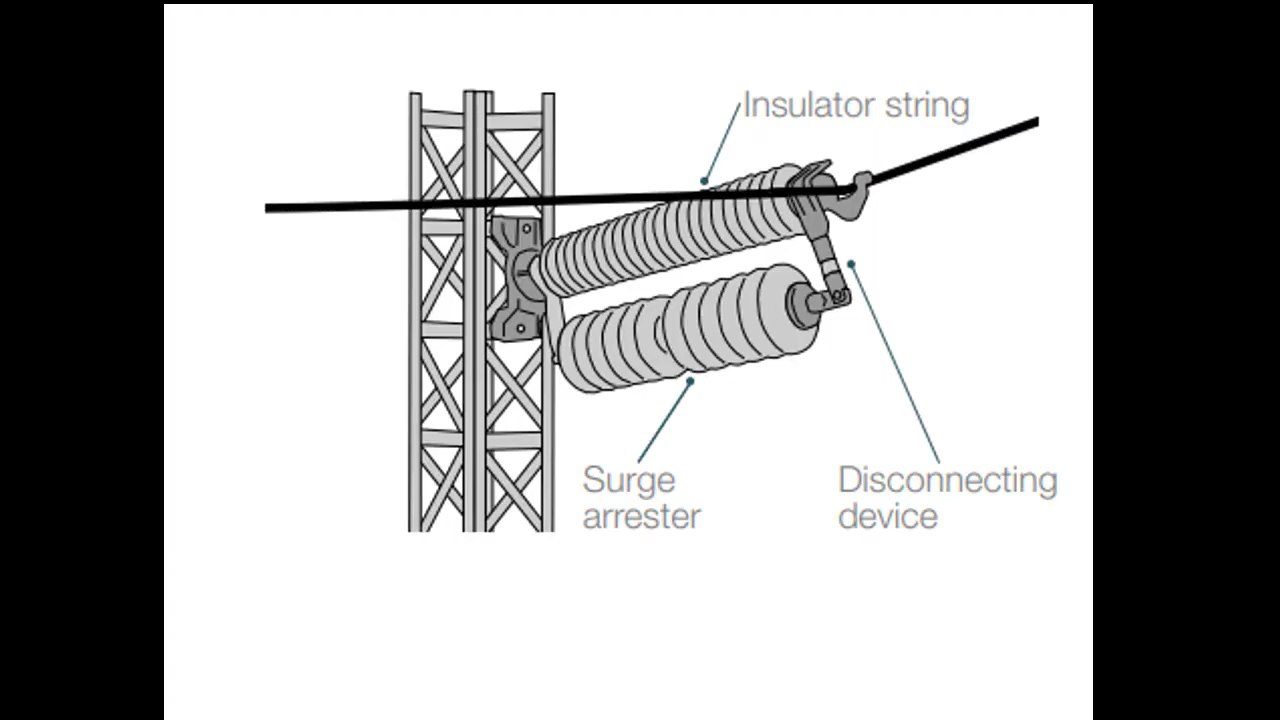 Insulator string
Surge
arrester
Disconnecting
device